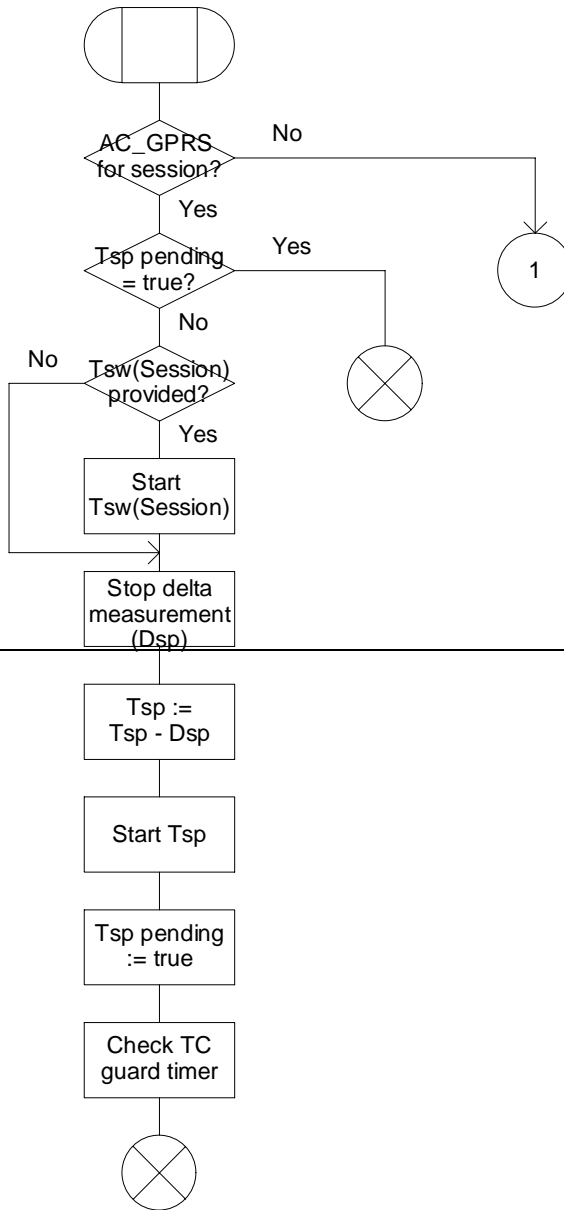 AC_GPRS
for session?
No
Yes
1
Tsp pending
= true?
Yes
No
No
Tsw(Session)
provided?
Yes
Start
Tsw(Session)
Stop delta
measurement
(Dsp)
Tsp :=
Tsp - Dsp
Start Tsp
Tsp pending
:= true
Check TC
guard timer